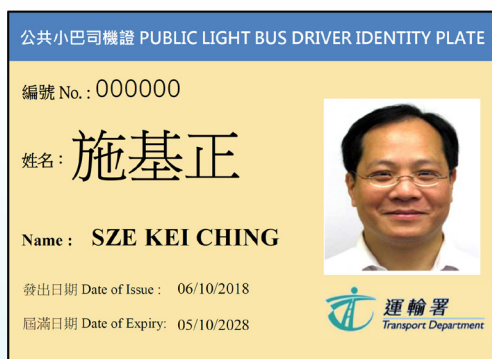 公共小巴司機證 PUBLIC LIGHT BUS DRIVER IDENTITY PLATE
編號 No. : 000000
姓名 : 施基正
Name : SZE KEI CHING
發出日期 Date of Issue : 06/10/2018
屆滿日期 Date of Expiry: 05/10/2028
運輸署
Transport Department